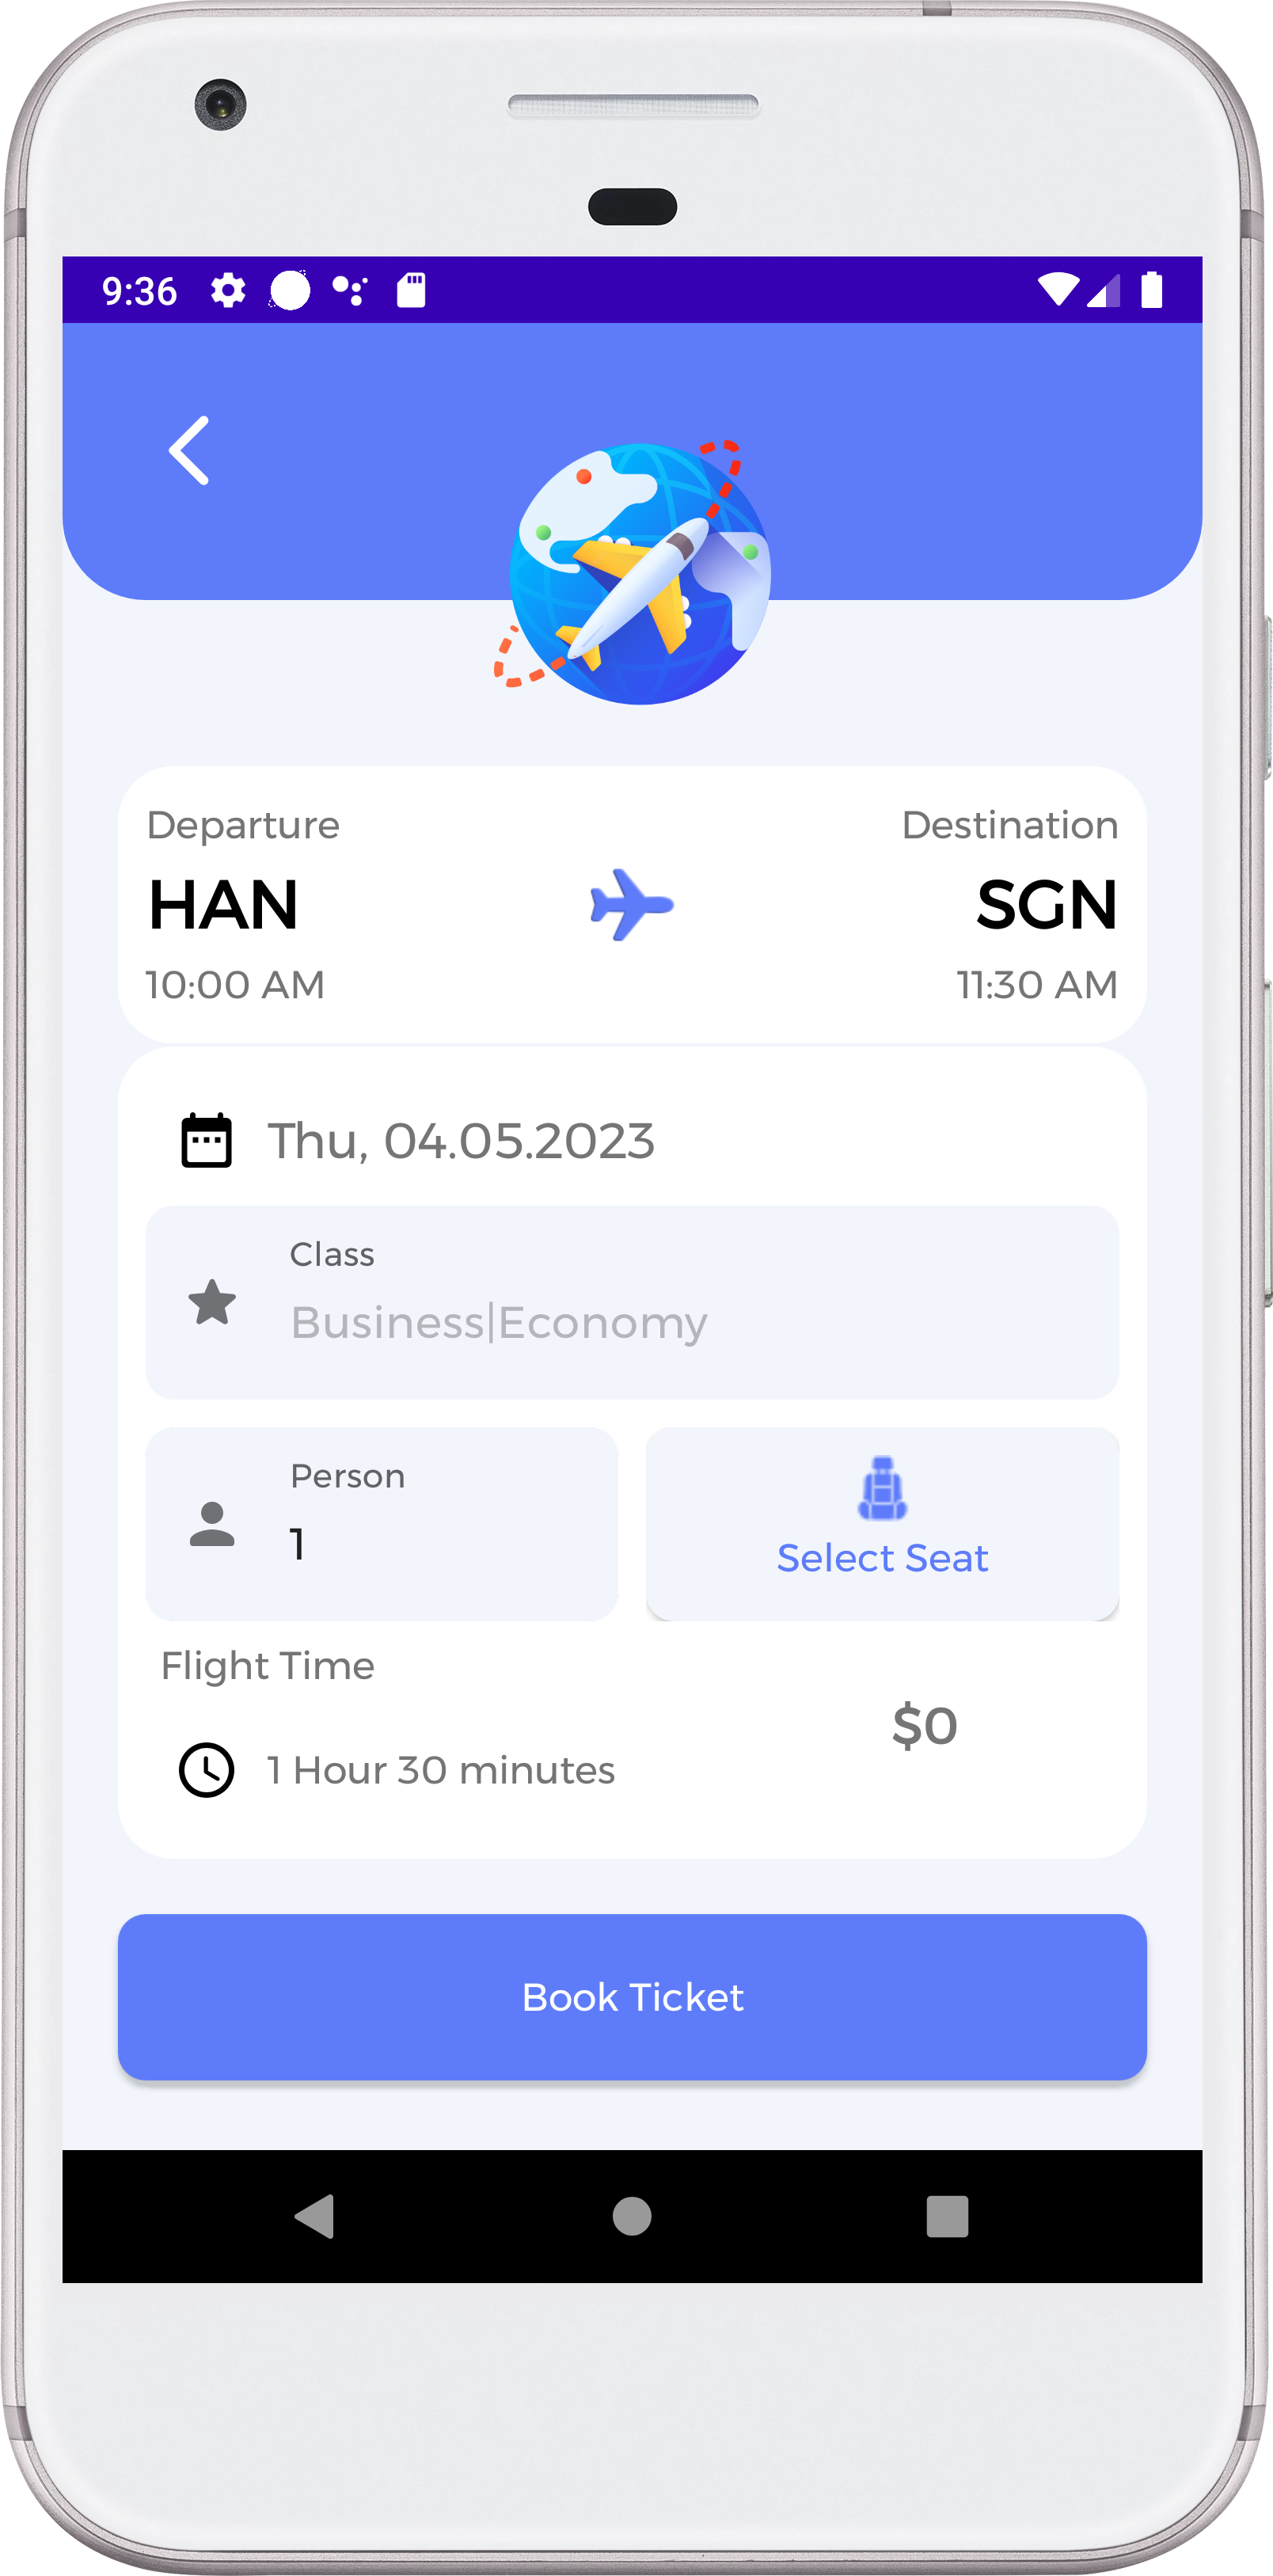 9:36
Departure
Destination
HAN
SGN
10:00 AM
11:30 AM
Thu, 04.05.2023
Class
Business|Economy
Person
1
Select Seat
Flight Time
$0
1 Hour 30 minutes
Book Ticket